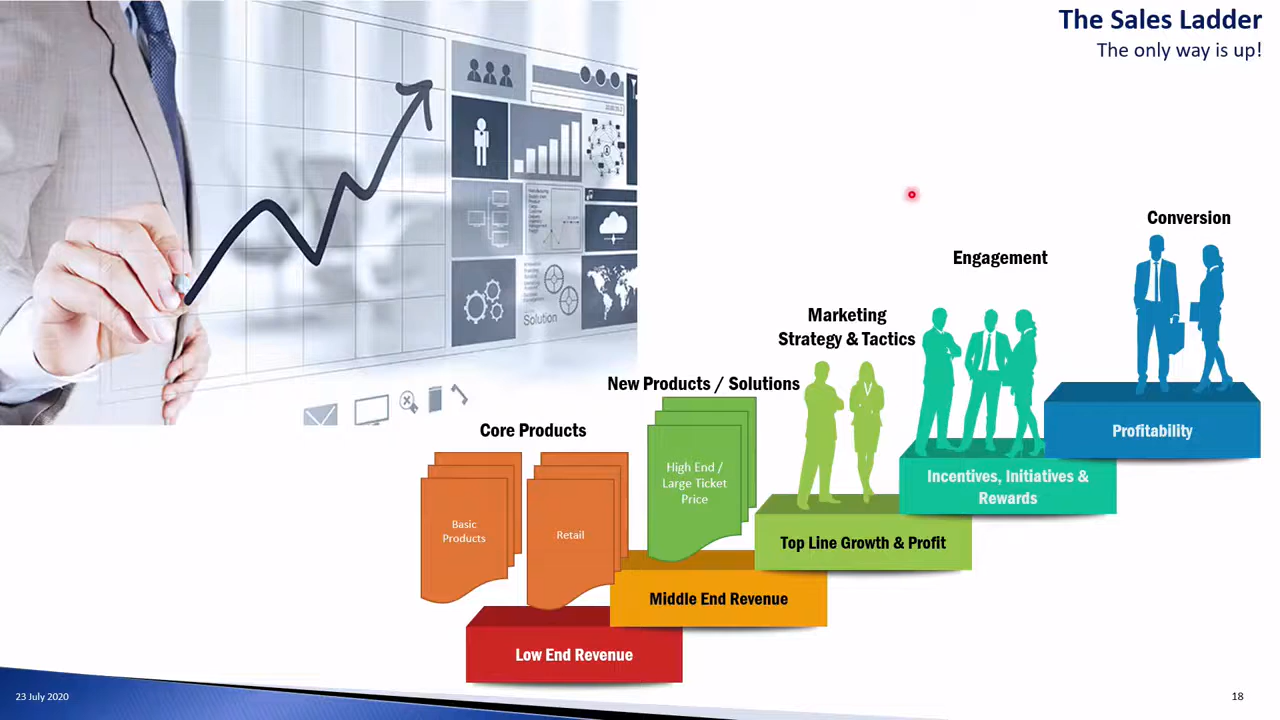 The Sales Ladder
The only way is up!
Solution
Conversion
Engagement
Marketing
Strategy & Tactics
New Products / Solutions
Core Products
High End /
Large Ticket
Price
Basic
Products
Retail
Profitability
Incentives, Initiatives &
Rewards
Top Line Growth & Profit
Middle End Revenue
Low End Revenue
23 July 2020
18